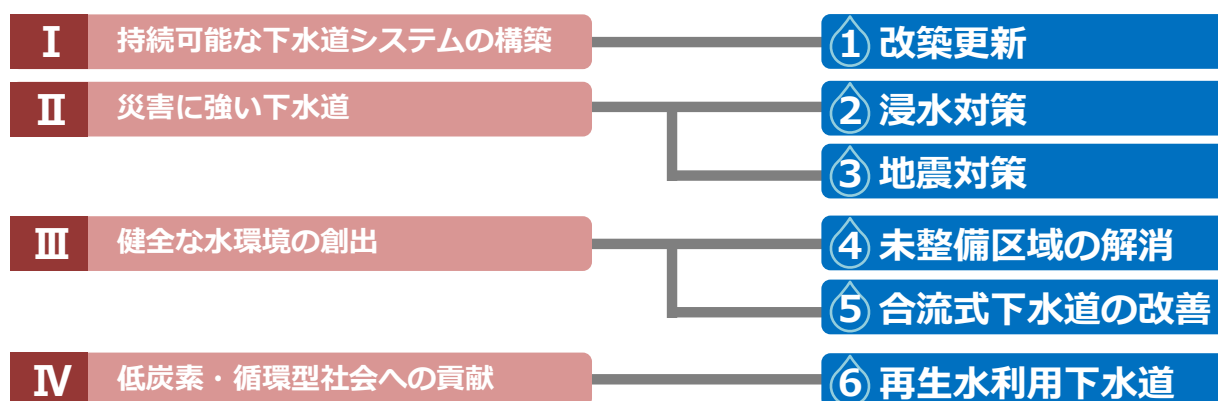 Ⅰ 持続可能な下水道システムの構築 ① 改築更新
Ⅱ 災害に強い下水道 ② 浸水対策
③ 地震対策
Ⅲ 健全な水環境の創出 ④ 未整備区域の解消
⑤ 合流式下水道の改善
Ⅳ 低炭素・循環型社会への貢献 ⑥ 再生水利用下水道